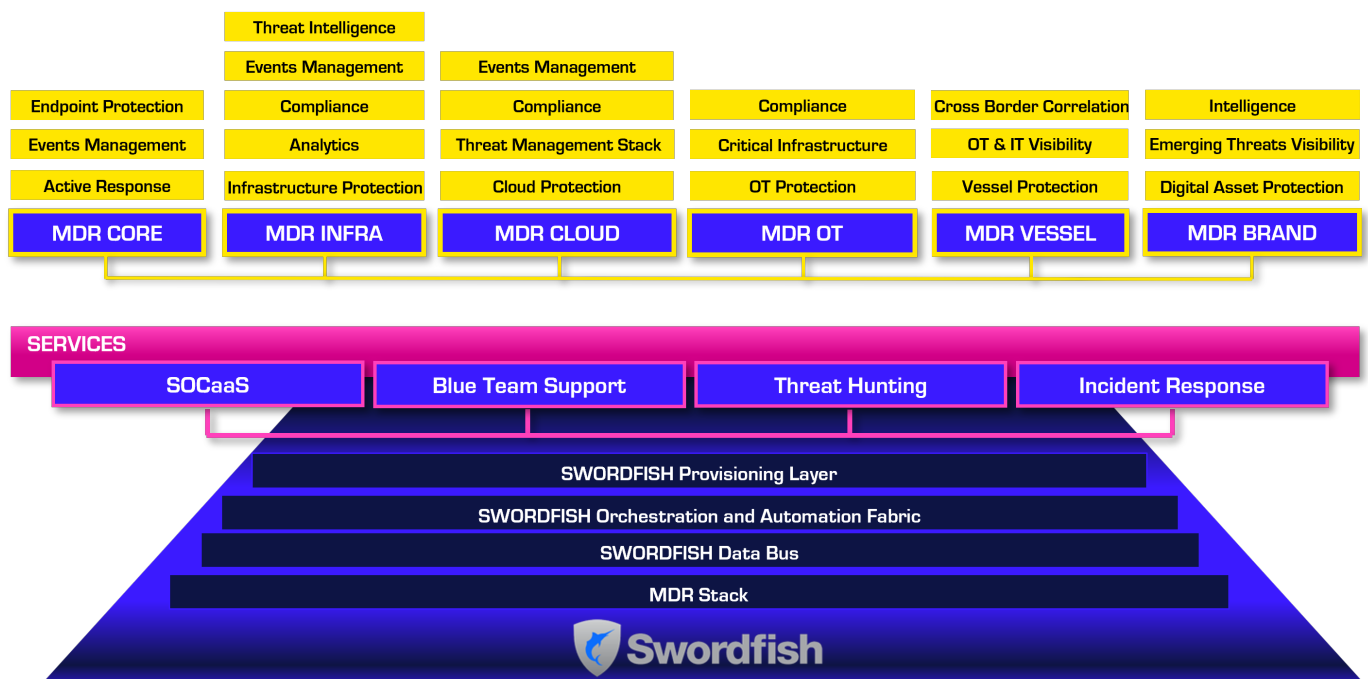 Threat Intelligence
Events Management
Events Management
Endpoint Protection
Compliance
Compliance
Compliance
Cross Border Correlation
Intelligence
Events Management
Analytics
Threat Management Stack
Critical Infrastructure
OT & IT Visibility
Emerging Threats Visibility
Active Response
Infrastructure Protection
Cloud Protection
OT Protection
Vessel Protection
Digital Asset Protection
MDR CORE
MDR INFRA
MDR CLOUD
MDR OT
MDR VESSEL
MDR BRAND
SERVICES
SOCaaS
Blue Team Support
Threat Hunting
Incident Response
SWORDFISH Provisioning Layer
SWORDFISH Orchestration and Automation Fabric
SWORDFISH Data Bus
MDR Stack
Swordfish